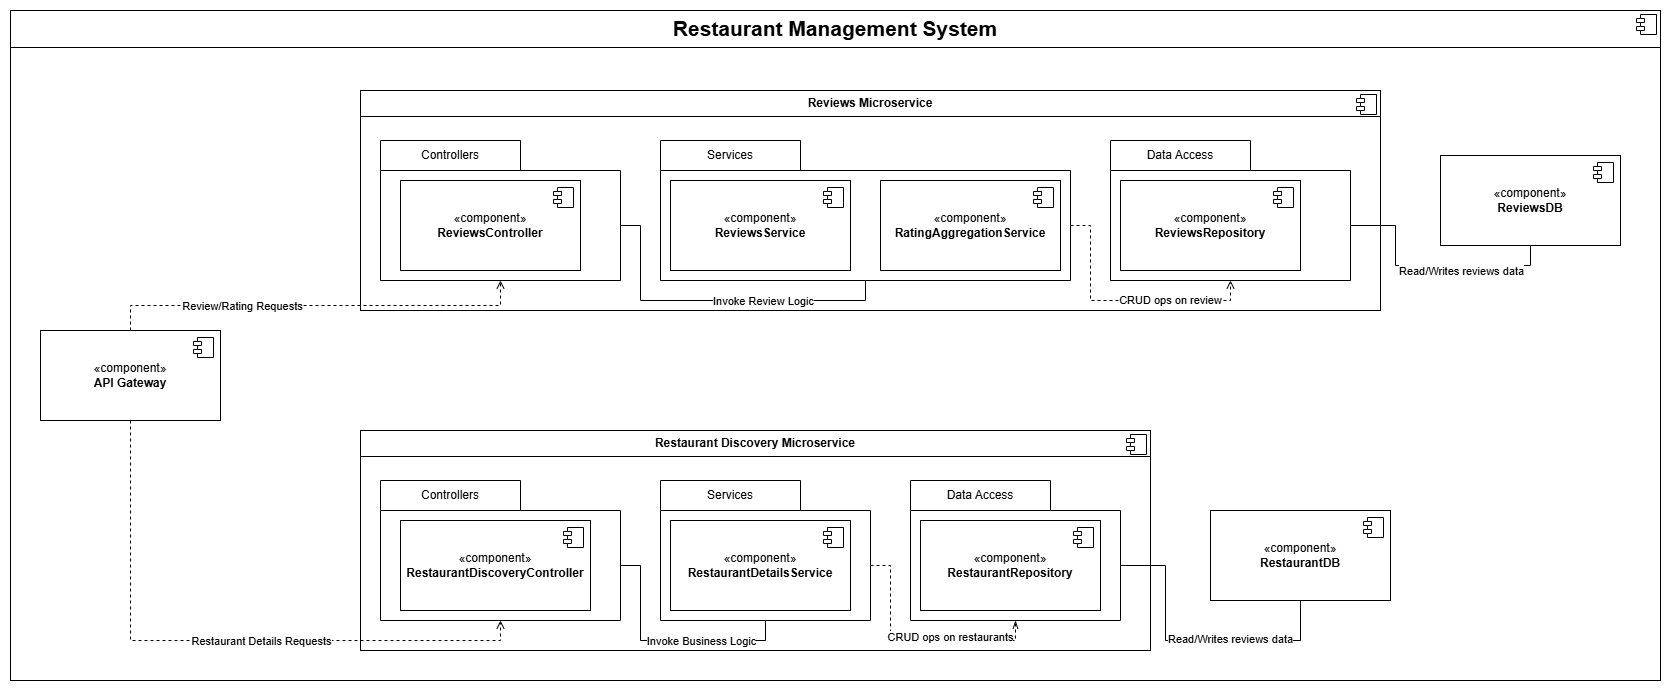 Restaurant Management System
Reviews Microservice
Controllers
Services
Data Access
«component»
ReviewsController
«component»
ReviewsService
«component»
RatingAggregationService
«component»
ReviewsRepository
«component»
ReviewsDB
Read/Writes reviews data
Invoke Review Logic
CRUD ops on review
Review/Rating Requests
«component»
API Gateway
Restaurant Discovery Microservice
Controllers
Services
Data Access
«component»
RestaurantDiscoveryController
«component»
RestaurantDetailsService
«component»
RestaurantRepository
«component»
RestaurantDB
Restaurant Details Requests
Invoke Business Logic
CRUD ops on restaurants
Read/Writes reviews data